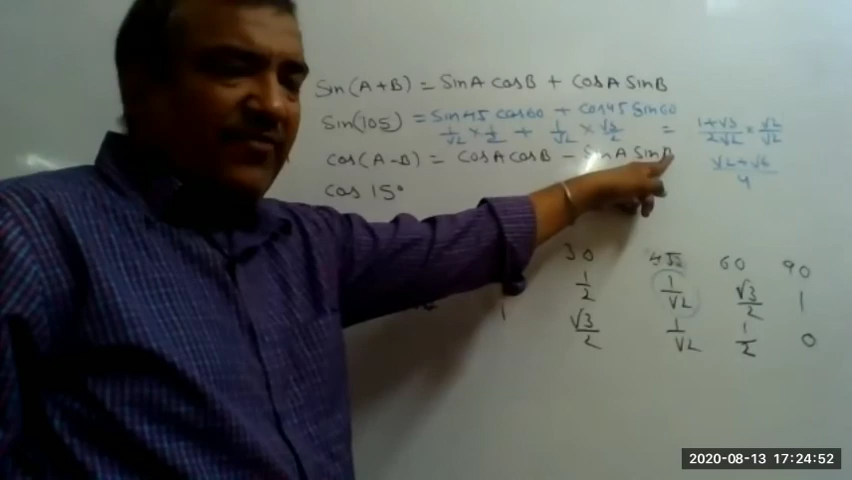 Sin(A+B) = SinA cosB + cosA SinB
Sin(105) = Sin45 cos60 + cos45 Sin60
1/√2 × 1/2 + 1/√2 × √3/2 = (1+√3)/(2√2) × √2/√2
cos(A-B) = cosA cosB - SinA SinB
(√2+√6)/4
cos 15°
30 45 60 90
1/2 1/√2 √3/2 1
√3/2 1/√2 1/2 0
2020-08-13 17:24:52